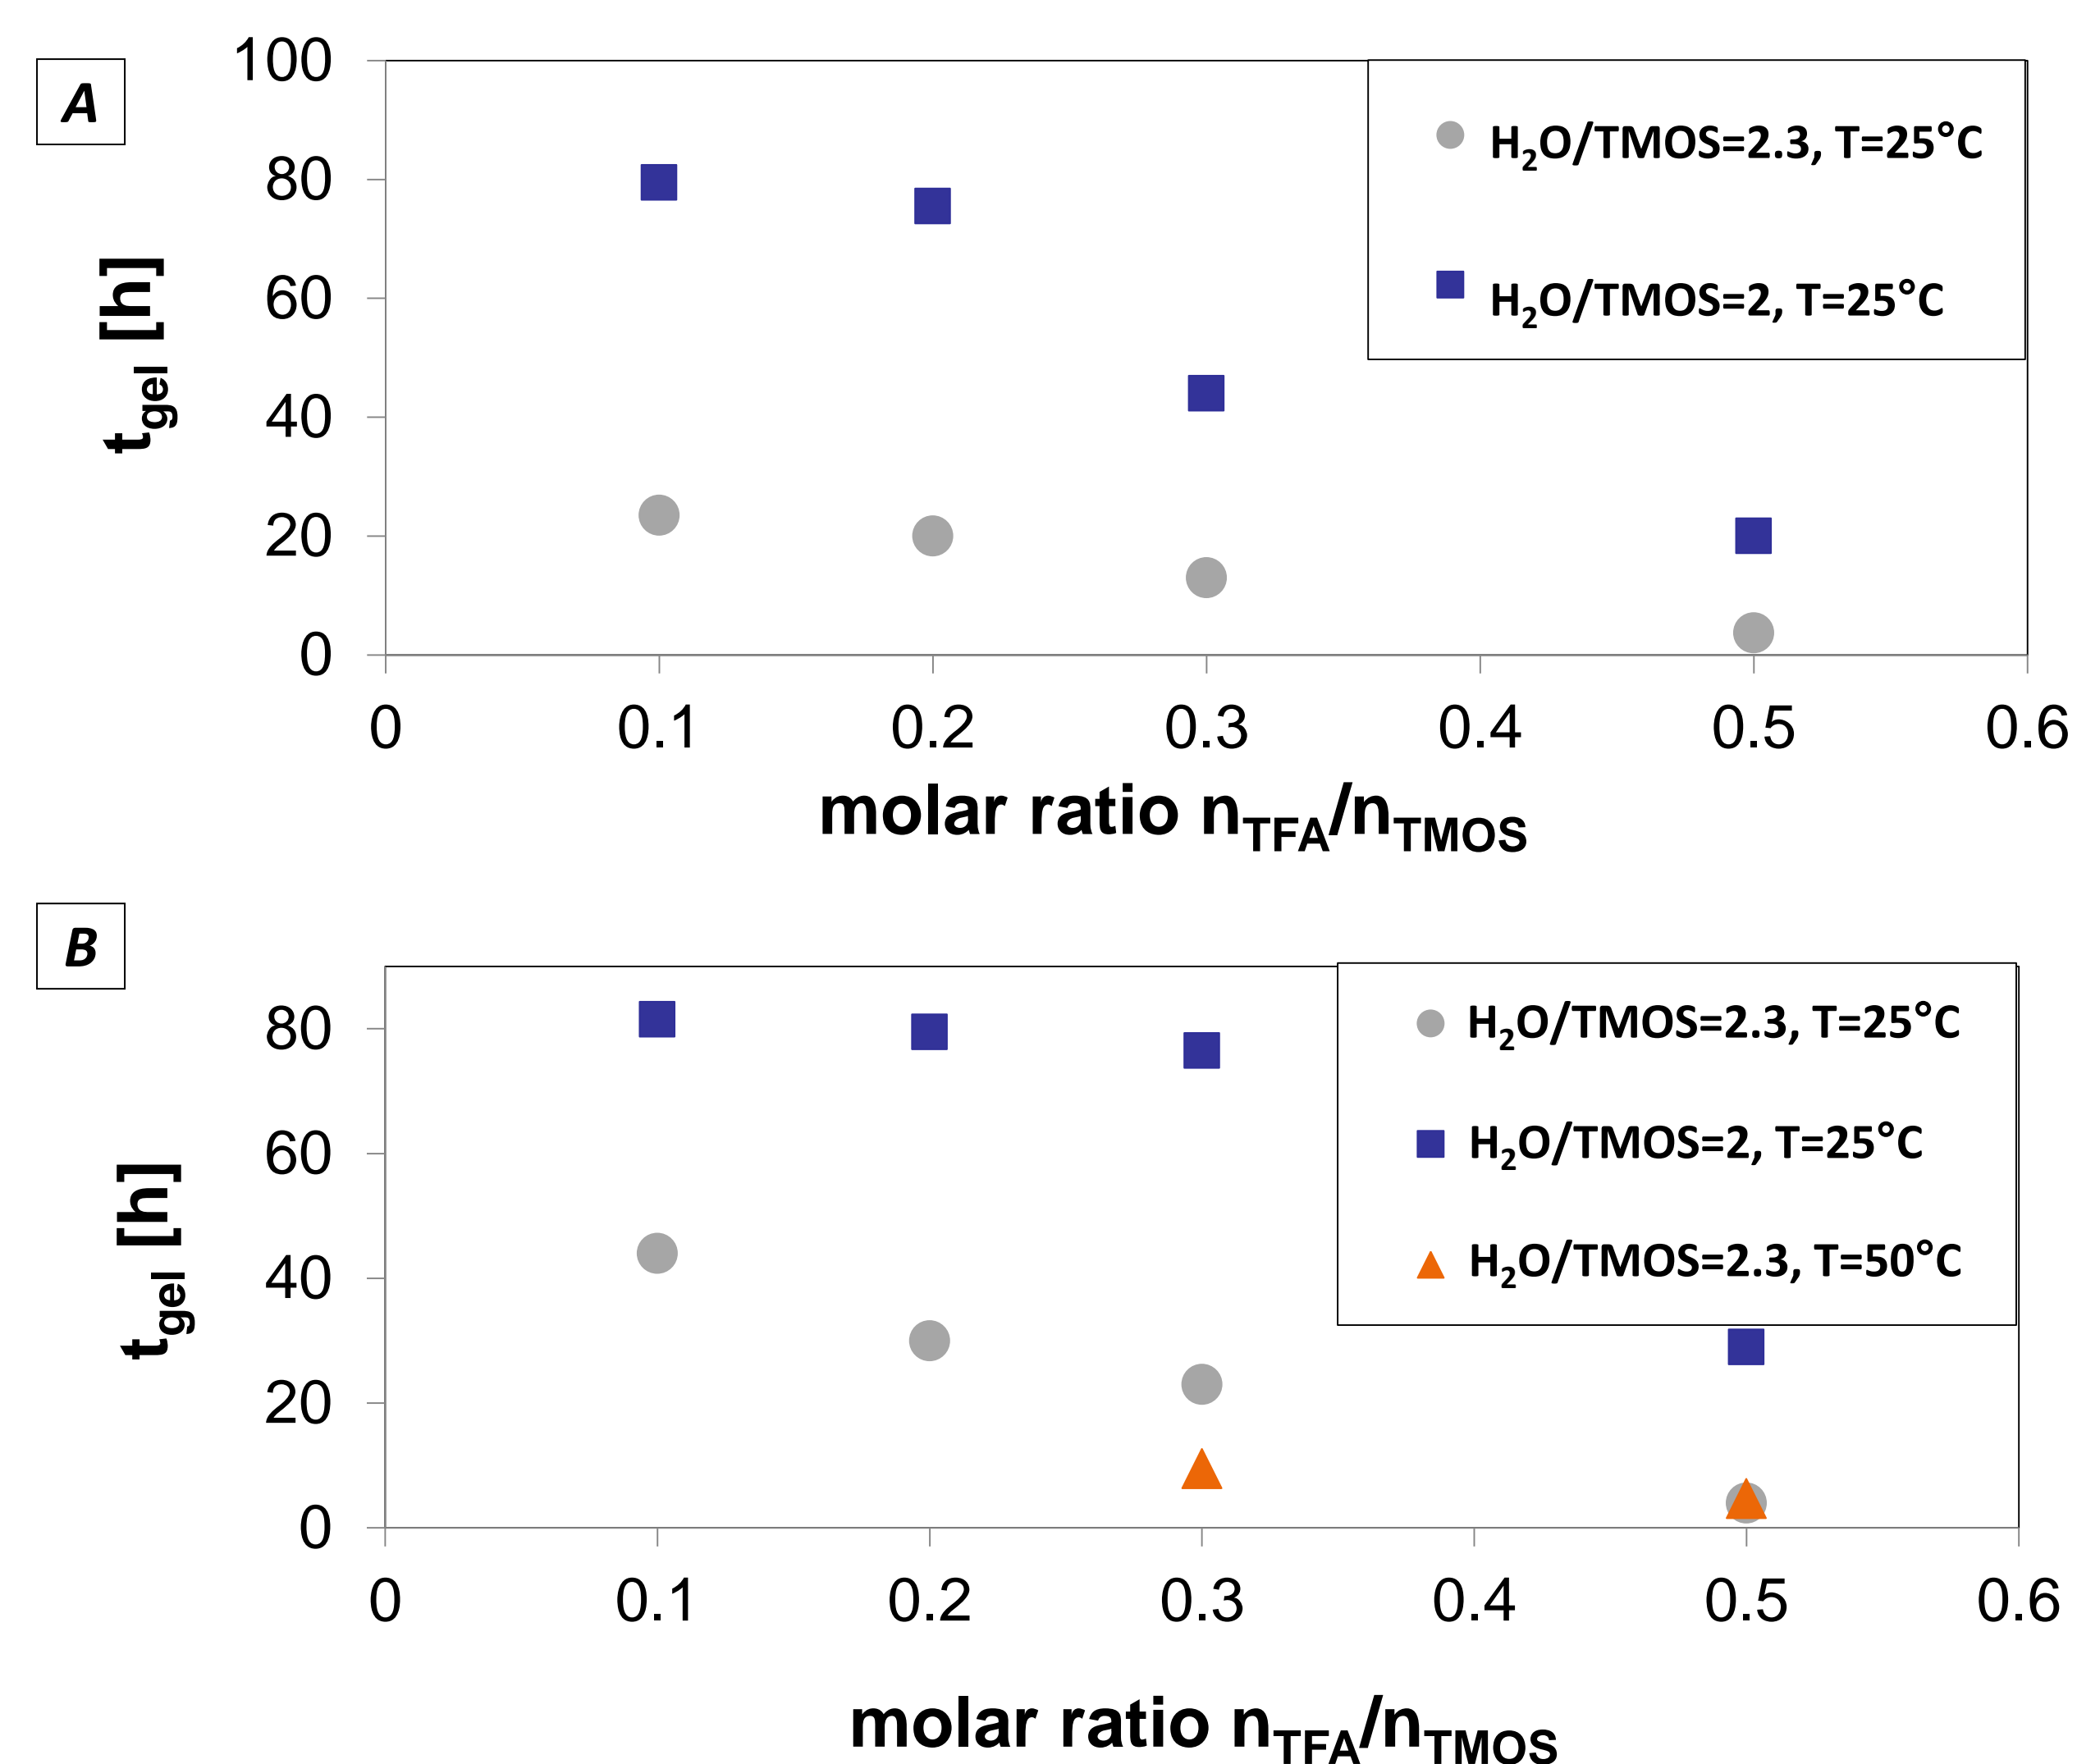 A
100
80
60
40
20
0
t_gel [h]
H₂O/TMOS=2.3, T=25°C
H₂O/TMOS=2, T=25°C
0 0.1 0.2 0.3 0.4 0.5 0.6
molar ratio n_TFA/n_TMOS
B
80
60
40
20
0
t_gel [h]
H₂O/TMOS=2.3, T=25°C
H₂O/TMOS=2, T=25°C
H₂O/TMOS=2.3, T=50°C
0 0.1 0.2 0.3 0.4 0.5 0.6
molar ratio n_TFA/n_TMOS